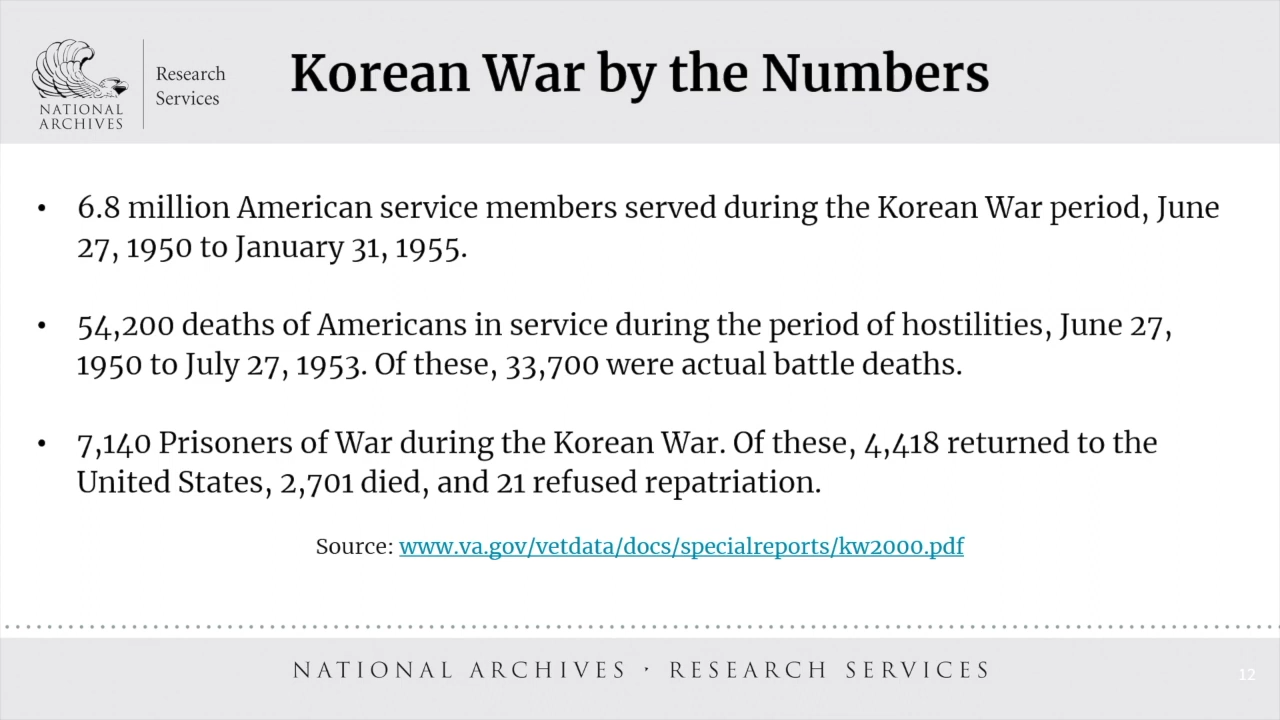 NATIONAL
ARCHIVES
Research
Services
Korean War by the Numbers
• 6.8 million American service members served during the Korean War period, June
27, 1950 to January 31, 1955.
• 54,200 deaths of Americans in service during the period of hostilities, June 27,
1950 to July 27, 1953. Of these, 33,700 were actual battle deaths.
• 7,140 Prisoners of War during the Korean War. Of these, 4,418 returned to the
United States, 2,701 died, and 21 refused repatriation.
Source: www.va.gov/vetdata/docs/specialreports/kw2000.pdf
NATIONAL ARCHIVES · RESEARCH SERVICES
12